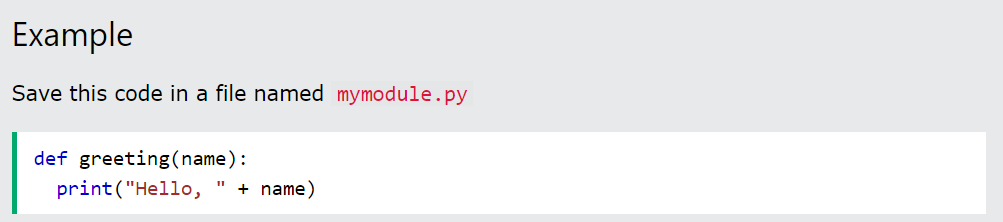 Example
Save this code in a file named mymodule.py
def greeting(name):
  print("Hello, " + name)